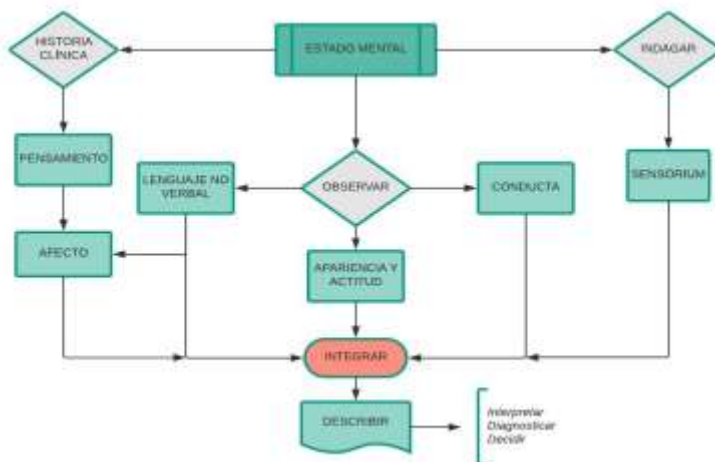 HISTORIA
CLÍNICA
ESTADO MENTAL
INDAGAR
PENSAMIENTO
LENGUAJE NO
VERBAL
OBSERVAR
CONDUCTA
SENSORIUM
AFECTO
APARIENCIA Y
ACTITUD
INTEGRAR
DESCRIBIR
Interpretar
Diagnosticar
Decidir